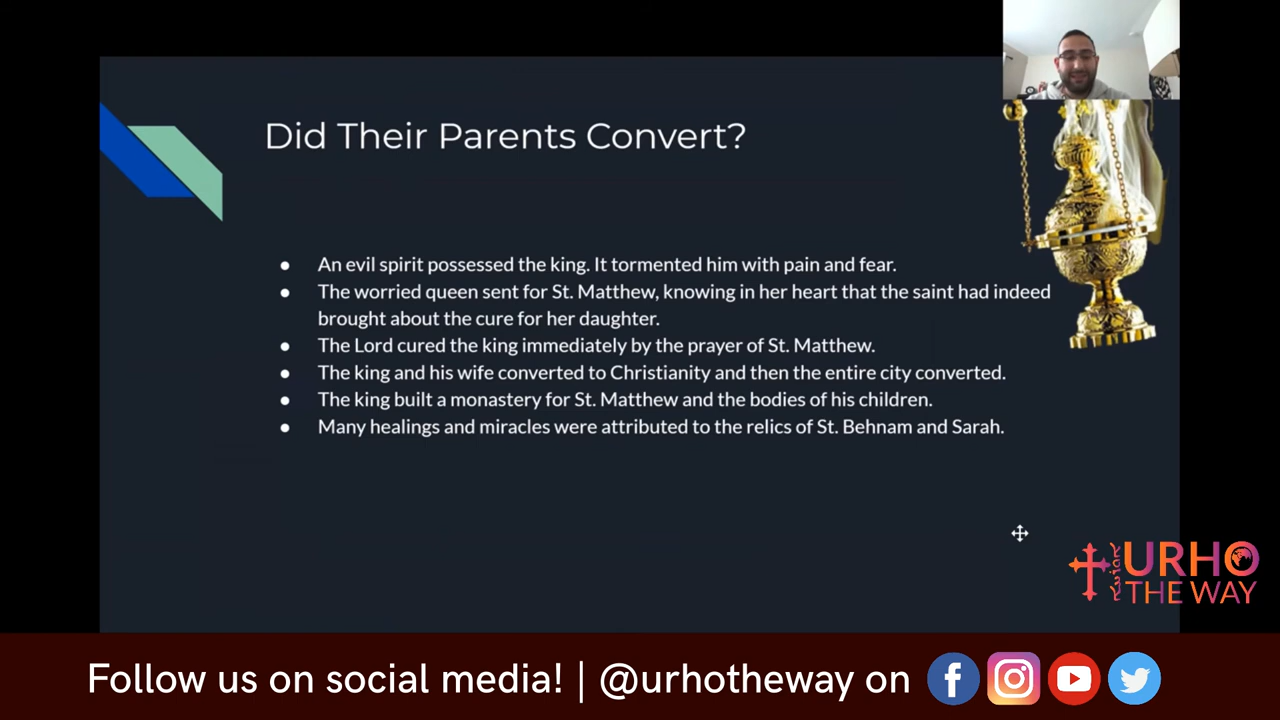 Did Their Parents Convert?
● An evil spirit possessed the king. It tormented him with pain and fear.
● The worried queen sent for St. Matthew, knowing in her heart that the saint had indeed
brought about the cure for her daughter.
● The Lord cured the king immediately by the prayer of St. Matthew.
● The king and his wife converted to Christianity and then the entire city converted.
● The king built a monastery for St. Matthew and the bodies of his children.
● Many healings and miracles were attributed to the relics of St. Behnam and Sarah.
URHO
THE WAY
Follow us on social media! | @urhotheway on